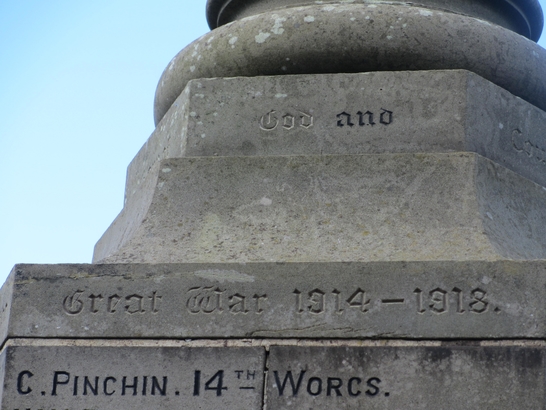 God and
Great War 1914 – 1918.
C. PINCHIN. 14TH WORCS.